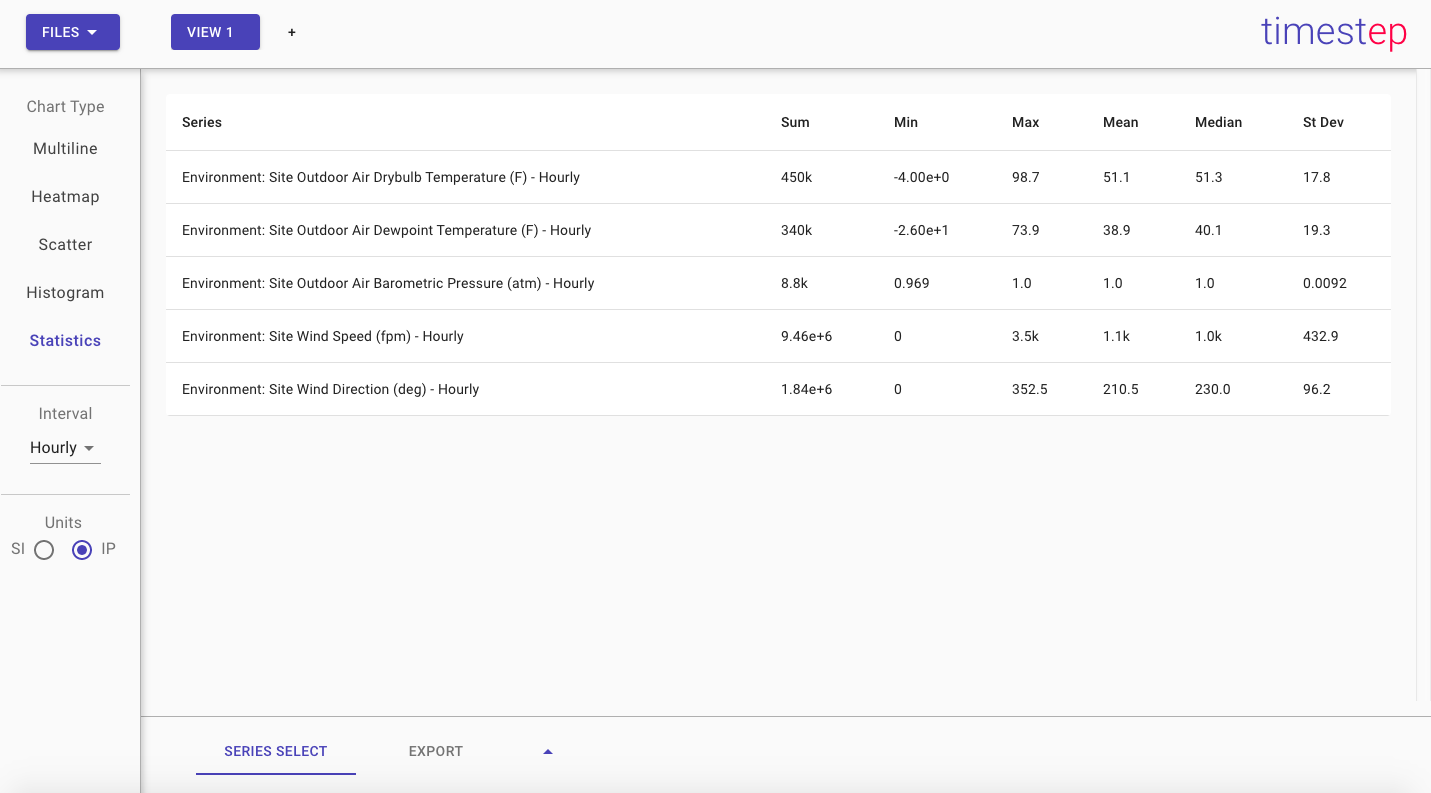 FILES VIEW 1 + timestep
Chart Type
Multiline
Heatmap
Scatter
Histogram
Statistics
Interval
Hourly
Units
SI IP
Series Sum Min Max Mean Median St Dev
Environment: Site Outdoor Air Drybulb Temperature (F) - Hourly 450k -4.00e+0 98.7 51.1 51.3 17.8
Environment: Site Outdoor Air Dewpoint Temperature (F) - Hourly 340k -2.60e+1 73.9 38.9 40.1 19.3
Environment: Site Outdoor Air Barometric Pressure (atm) - Hourly 8.8k 0.969 1.0 1.0 1.0 0.0092
Environment: Site Wind Speed (fpm) - Hourly 9.46e+6 0 3.5k 1.1k 1.0k 432.9
Environment: Site Wind Direction (deg) - Hourly 1.84e+6 0 352.5 210.5 230.0 96.2
SERIES SELECT EXPORT